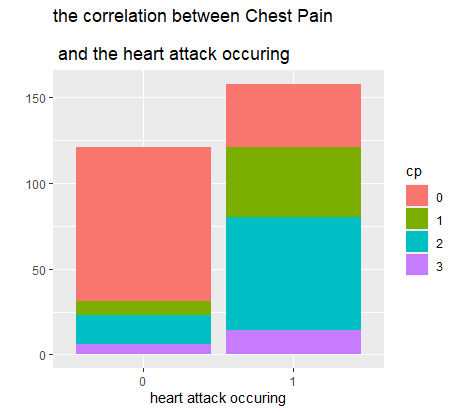 the correlation between Chest Pain
and the heart attack occuring
150
100
50
0
0 1
heart attack occuring
cp
0
1
2
3